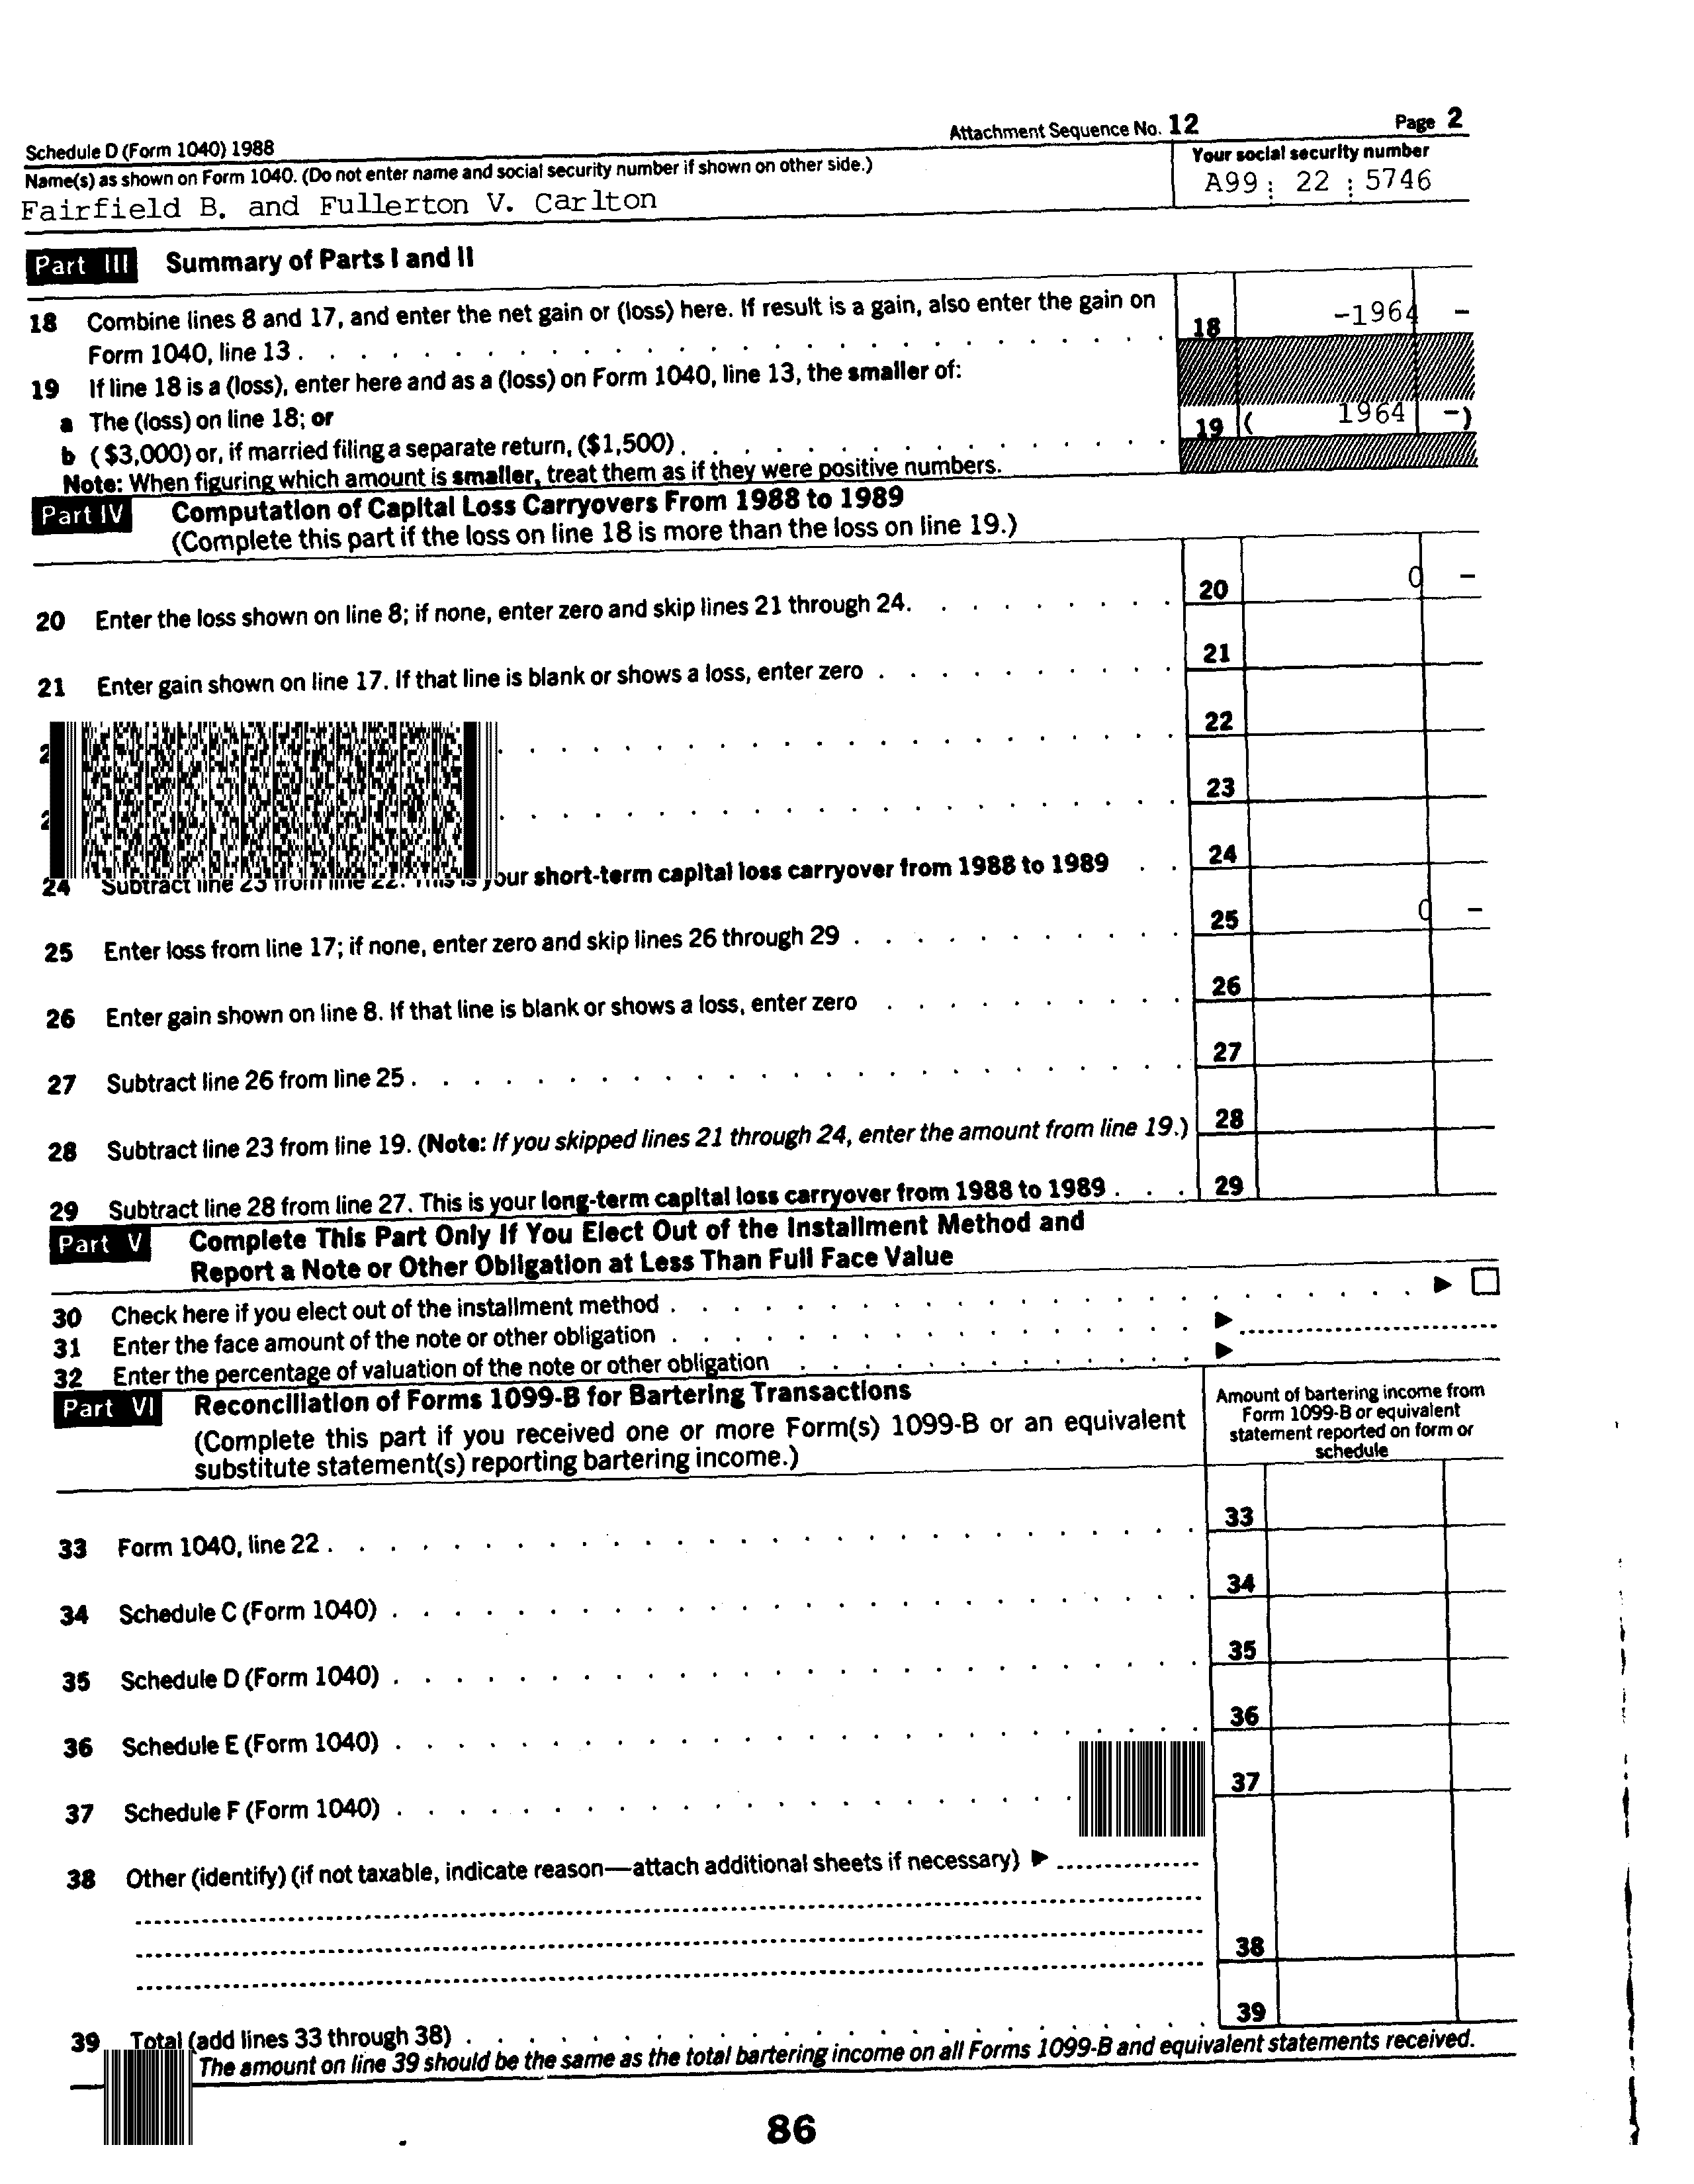 Schedule D (Form 1040) 1988 Attachment Sequence No. 12 Page 2
Name(s) as shown on Form 1040. (Do not enter name and social security number if shown on other side.) Your social security number
Fairfield B. and Fullerton V. Carlton A99 : 22 : 5746
Part III Summary of Parts I and II
18 Combine lines 8 and 17, and enter the net gain or (loss) here. If result is a gain, also enter the gain on
Form 1040, line 13 . . . . . . . . . . . . . . . . . . . . . . . . . . . 18 -1964 -
19 If line 18 is a (loss), enter here and as a (loss) on Form 1040, line 13, the smaller of:
a The (loss) on line 18; or
b ($3,000) or, if married filing a separate return, ($1,500) . . . . . . . . . . . . . . . 19 ( 1964 -)
Note: When figuring which amount is smaller, treat them as if they were positive numbers.
Part IV Computation of Capital Loss Carryovers From 1988 to 1989
(Complete this part if the loss on line 18 is more than the loss on line 19.)
20 Enter the loss shown on line 8; if none, enter zero and skip lines 21 through 24. . . . . . . . . 20 0 -
21 Enter gain shown on line 17. If that line is blank or shows a loss, enter zero . . . . . . . . . . 21
22
23
24 Subtract line 23 from line 22. This is your short-term capital loss carryover from 1988 to 1989 . . 24
25 Enter loss from line 17; if none, enter zero and skip lines 26 through 29 . . . . . . . . . . . 25 0 -
26 Enter gain shown on line 8. If that line is blank or shows a loss, enter zero . . . . . . . . . . 26
27 Subtract line 26 from line 25 . . . . . . . . . . . . . . . . . . . . . . . . . 27
28 Subtract line 23 from line 19. (Note: If you skipped lines 21 through 24, enter the amount from line 19.) 28
29 Subtract line 28 from line 27. This is your long-term capital loss carryover from 1988 to 1989 . . . 29
Part V Complete This Part Only If You Elect Out of the Installment Method and
Report a Note or Other Obligation at Less Than Full Face Value
30 Check here if you elect out of the installment method . . . . . . . . . . . . . . . . . . . . . . . . ▶ ☐
31 Enter the face amount of the note or other obligation . . . . . . . . . . . . . . . . . ▶
32 Enter the percentage of valuation of the note or other obligation . . . . . . . . . . . . . ▶
Part VI Reconciliation of Forms 1099-B for Bartering Transactions
(Complete this part if you received one or more Form(s) 1099-B or an equivalent
substitute statement(s) reporting bartering income.)
Amount of bartering income from
Form 1099-B or equivalent
statement reported on form or
schedule
33 Form 1040, line 22 . . . . . . . . . . . . . . . . . . . . . . . . . . . . 33
34 Schedule C (Form 1040) . . . . . . . . . . . . . . . . . . . . . . . . . . 34
35 Schedule D (Form 1040) . . . . . . . . . . . . . . . . . . . . . . . . . . 35
36 Schedule E (Form 1040) . . . . . . . . . . . . . . . . . . . . . . . . . . 36
37 Schedule F (Form 1040) . . . . . . . . . . . . . . . . . . . . . . 37
38 Other (identify) (if not taxable, indicate reason—attach additional sheets if necessary) ▶
38
39 Total (add lines 33 through 38) . . . . . . . . . . . . . . . . . . . . . . . . 39
The amount on line 39 should be the same as the total bartering income on all Forms 1099-B and equivalent statements received.
86